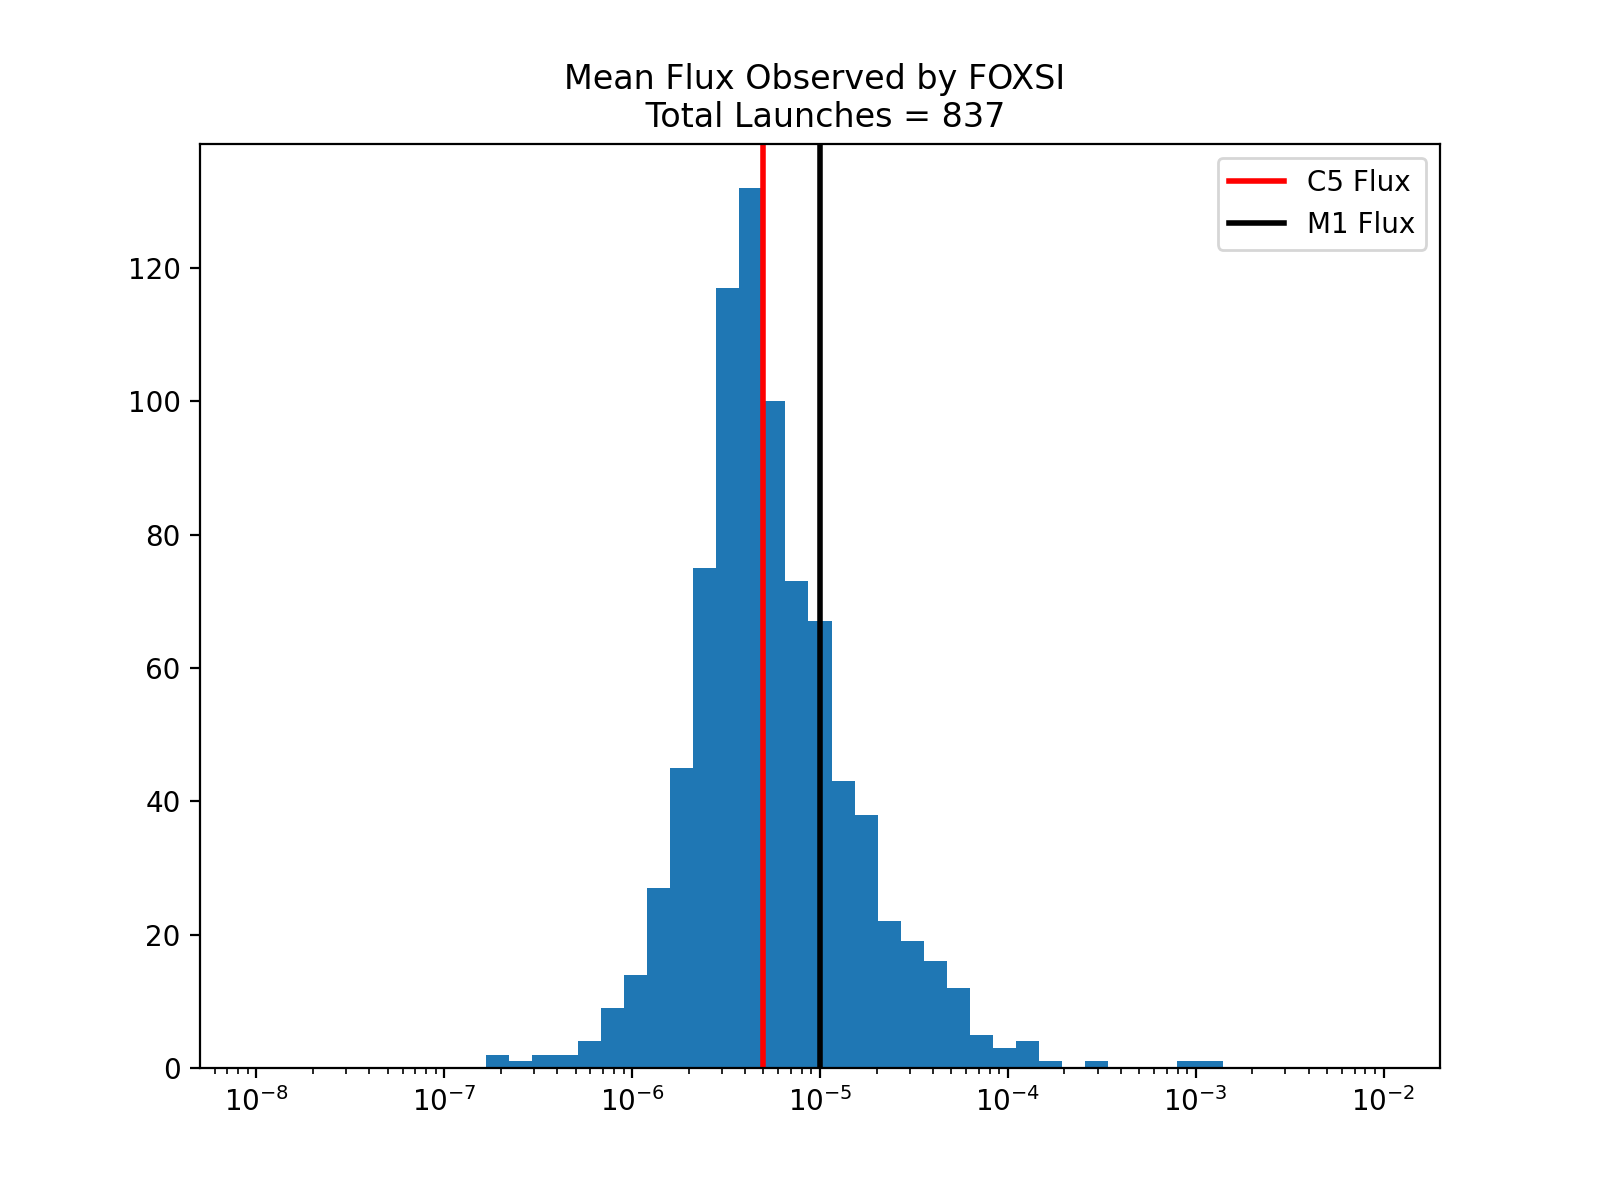 Mean Flux Observed by FOXSI
Total Launches = 837
C5 Flux
M1 Flux
120
100
80
60
40
20
0
10⁻⁸ 10⁻⁷ 10⁻⁶ 10⁻⁵ 10⁻⁴ 10⁻³ 10⁻²